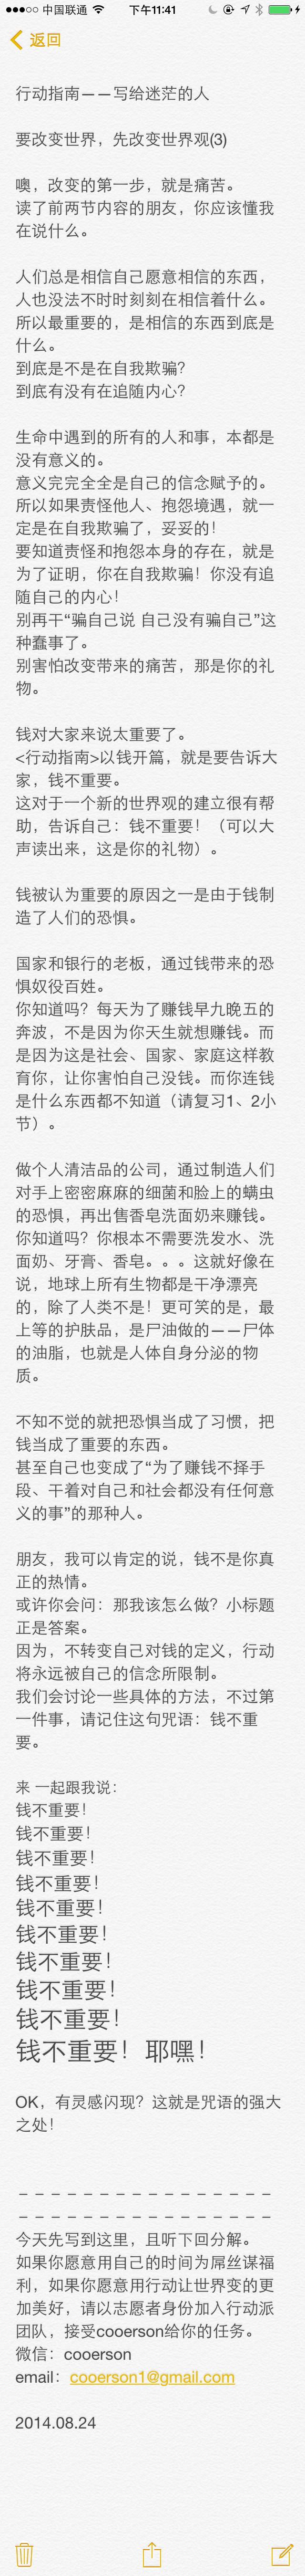 中国联通 下午11:41
返回
行动指南——写给迷茫的人
要改变世界，先改变世界观(3)
噢，改变的第一步，就是痛苦。
读了前两节内容的朋友，你应该懂我
在说什么。
人们总是相信自己愿意相信的东西，
人也没法不时时刻刻在相信着什么。
所以最重要的，是相信的东西到底是
什么。
到底是不是在自我欺骗？
到底有没有在追随内心？
生命中遇到的所有的人和事，本都是
没有意义的。
意义完完全全是自己的信念赋予的。
所以如果责怪他人、抱怨境遇，就一
定是在自我欺骗了，妥妥的！
要知道责怪和抱怨本身的存在，就是
为了证明，你在自我欺骗！你没有追
随自己的内心！
别再干“骗自己说 自己没有骗自己”这
种蠢事了。
别害怕改变带来的痛苦，那是你的礼
物。
钱对大家来说太重要了。
<行动指南>以钱开篇，就是要告诉大
家，钱不重要。
这对于一个新的世界观的建立很有帮
助，告诉自己：钱不重要！（可以大
声读出来，这是你的礼物）。
钱被认为重要的原因之一是由于钱制
造了人们的恐惧。
国家和银行的老板，通过钱带来的恐
惧奴役百姓。
你知道吗？每天为了赚钱早九晚五的
奔波，不是因为你天生就想赚钱。而
是因为这是社会、国家、家庭这样教
育你，让你害怕自己没钱。而你连钱
是什么东西都不知道（请复习1、2小
节）。
做个人清洁品的公司，通过制造人们
对手上密密麻麻的细菌和脸上的螨虫
的恐惧，再出售香皂洗面奶来赚钱。
你知道吗？你根本不需要洗发水、洗
面奶、牙膏、香皂。。。这就好像在
说，地球上所有生物都是干净漂亮
的，除了人类不是！更可笑的是，最
上等的护肤品，是尸油做的——尸体
的油脂，也就是人体自身分泌的物
质。
不知不觉的就把恐惧当成了习惯，把
钱当成了重要的东西。
甚至自己也变成了“为了赚钱不择手
段、干着对自己和社会都没有任何意
义的事”的那种人。
朋友，我可以肯定的说，钱不是你真
正的热情。
或许你会问：那我该怎么做？小标题
正是答案。
因为，不转变自己对钱的定义，行动
将永远被自己的信念所限制。
我们会讨论一些具体的方法，不过第
一件事，请记住这句咒语：钱不重
要。
来 一起跟我说：
钱不重要！
钱不重要！
钱不重要！
钱不重要！
钱不重要！
钱不重要！
钱不重要！
钱不重要！
钱不重要！
钱不重要！耶嘿！
OK，有灵感闪现？这就是咒语的强大
之处！
－－－－－－－－－－－－－－－－
－－－－－－－－－－－－－－－－
今天先写到这里，且听下回分解。
如果你愿意用自己的时间为屌丝谋福
利，如果你愿意用行动让世界变的更
加美好，请以志愿者身份加入行动派
团队，接受cooerson给你的任务。
微信：cooerson
email：cooerson1@gmail.com
2014.08.24